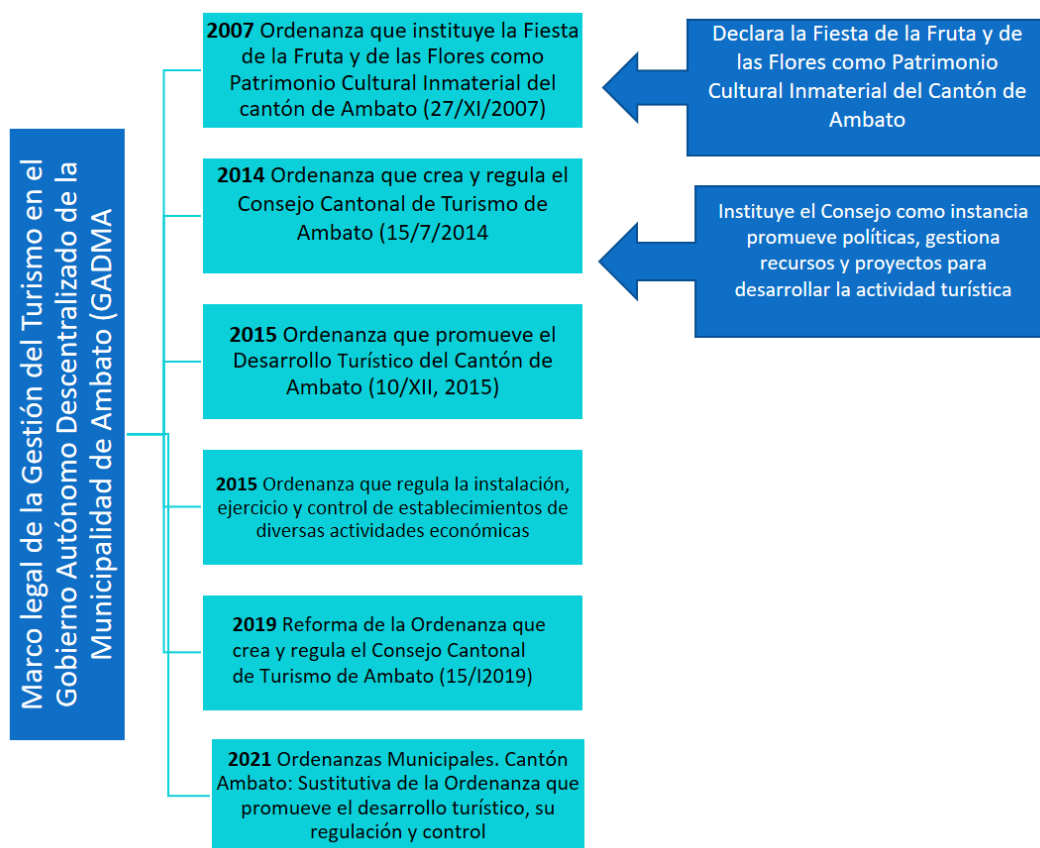 Marco legal de la Gestión del Turismo en el
Gobierno Autónomo Descentralizado de la
Municipalidad de Ambato (GADMA)
2007 Ordenanza que instituye la Fiesta
de la Fruta y de las Flores como
Patrimonio Cultural Inmaterial del
cantón de Ambato (27/XI/2007)
Declara la Fiesta de la Fruta y de
las Flores como Patrimonio
Cultural Inmaterial del Cantón de
Ambato
2014 Ordenanza que crea y regula el
Consejo Cantonal de Turismo de
Ambato (15/7/2014
Instituye el Consejo como instancia
promueve políticas, gestiona
recursos y proyectos para
desarrollar la actividad turística
2015 Ordenanza que promueve el
Desarrollo Turístico del Cantón de
Ambato (10/XII, 2015)
2015 Ordenanza que regula la instalación,
ejercicio y control de establecimientos de
diversas actividades económicas
2019 Reforma de la Ordenanza que
crea y regula el Consejo Cantonal
de Turismo de Ambato (15/I2019)
2021 Ordenanzas Municipales. Cantón
Ambato: Sustitutiva de la Ordenanza que
promueve el desarrollo turístico, su
regulación y control